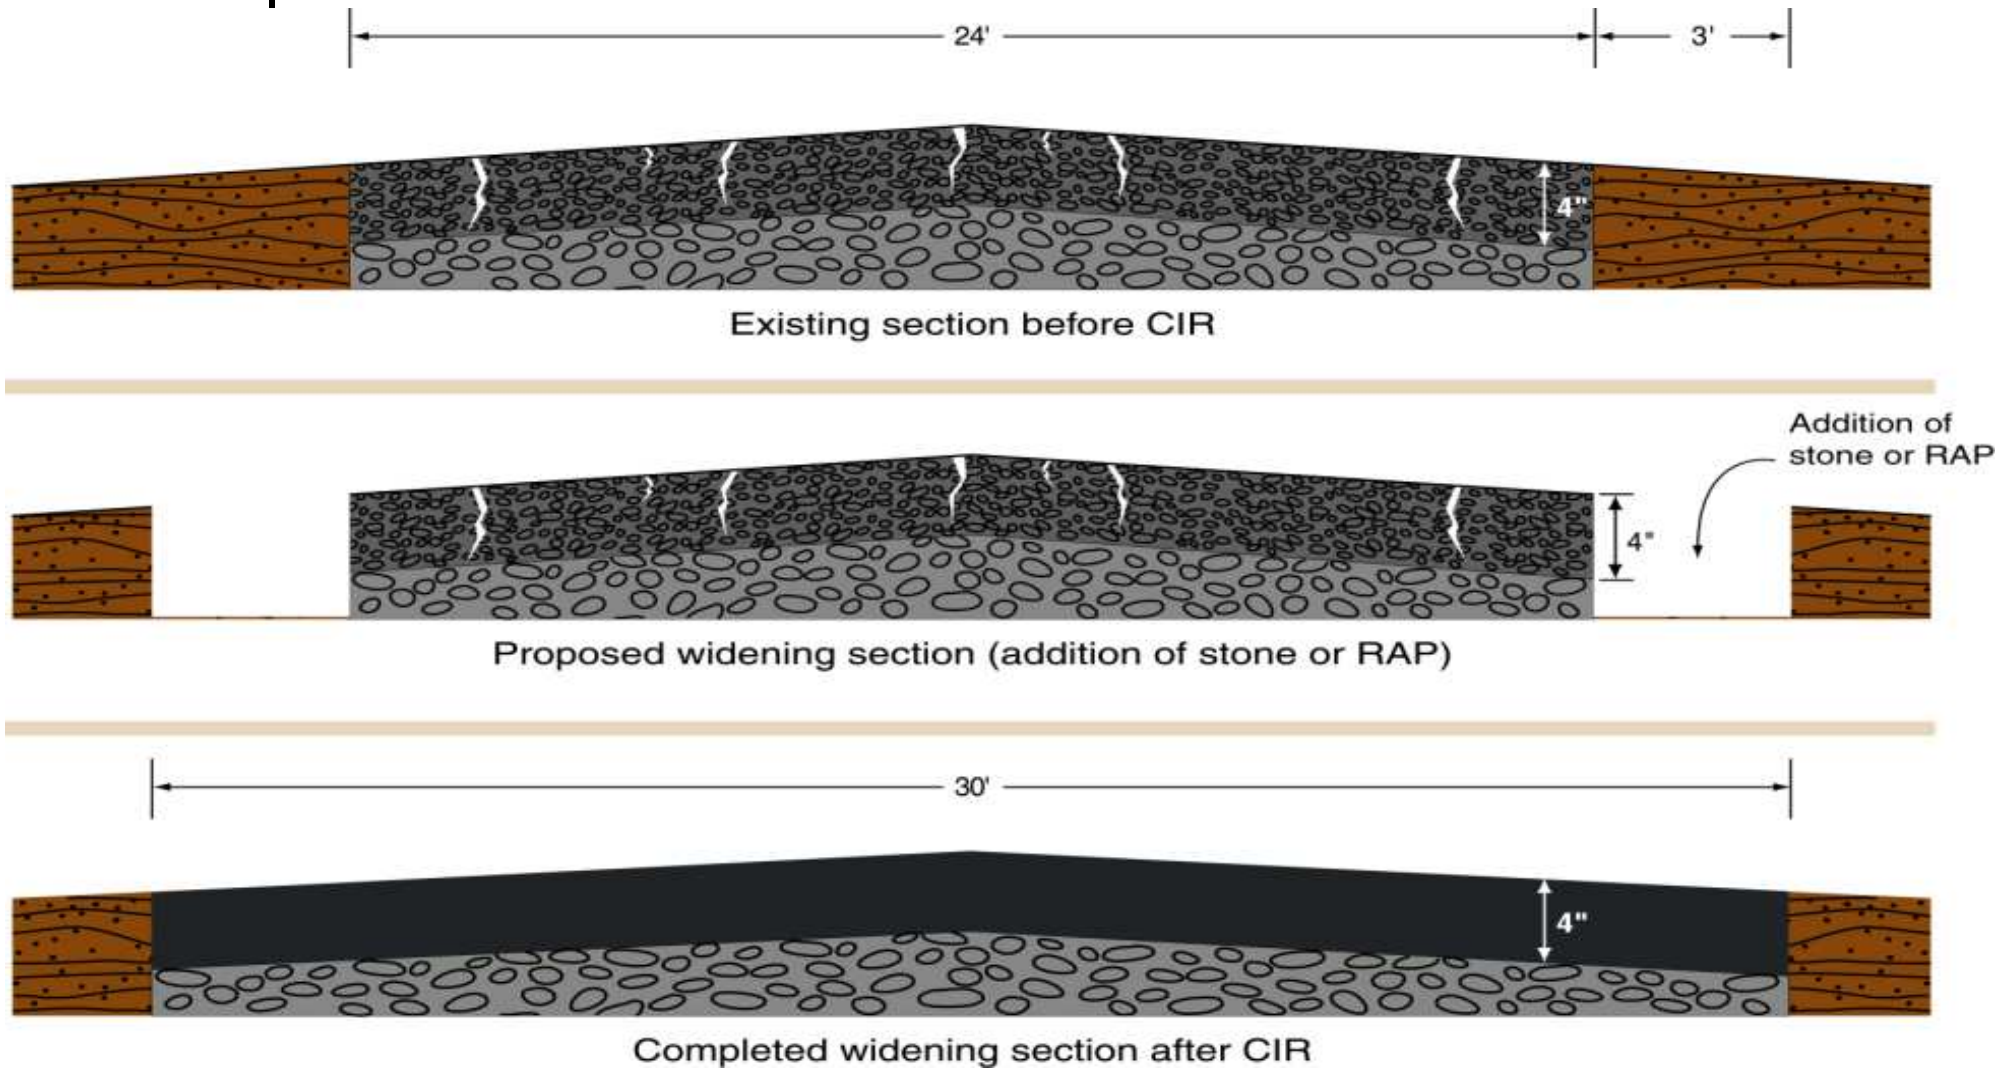 24'
3'
4"
Existing section before CIR
Addition of
stone or RAP
4"
Proposed widening section (addition of stone or RAP)
30'
4"
Completed widening section after CIR